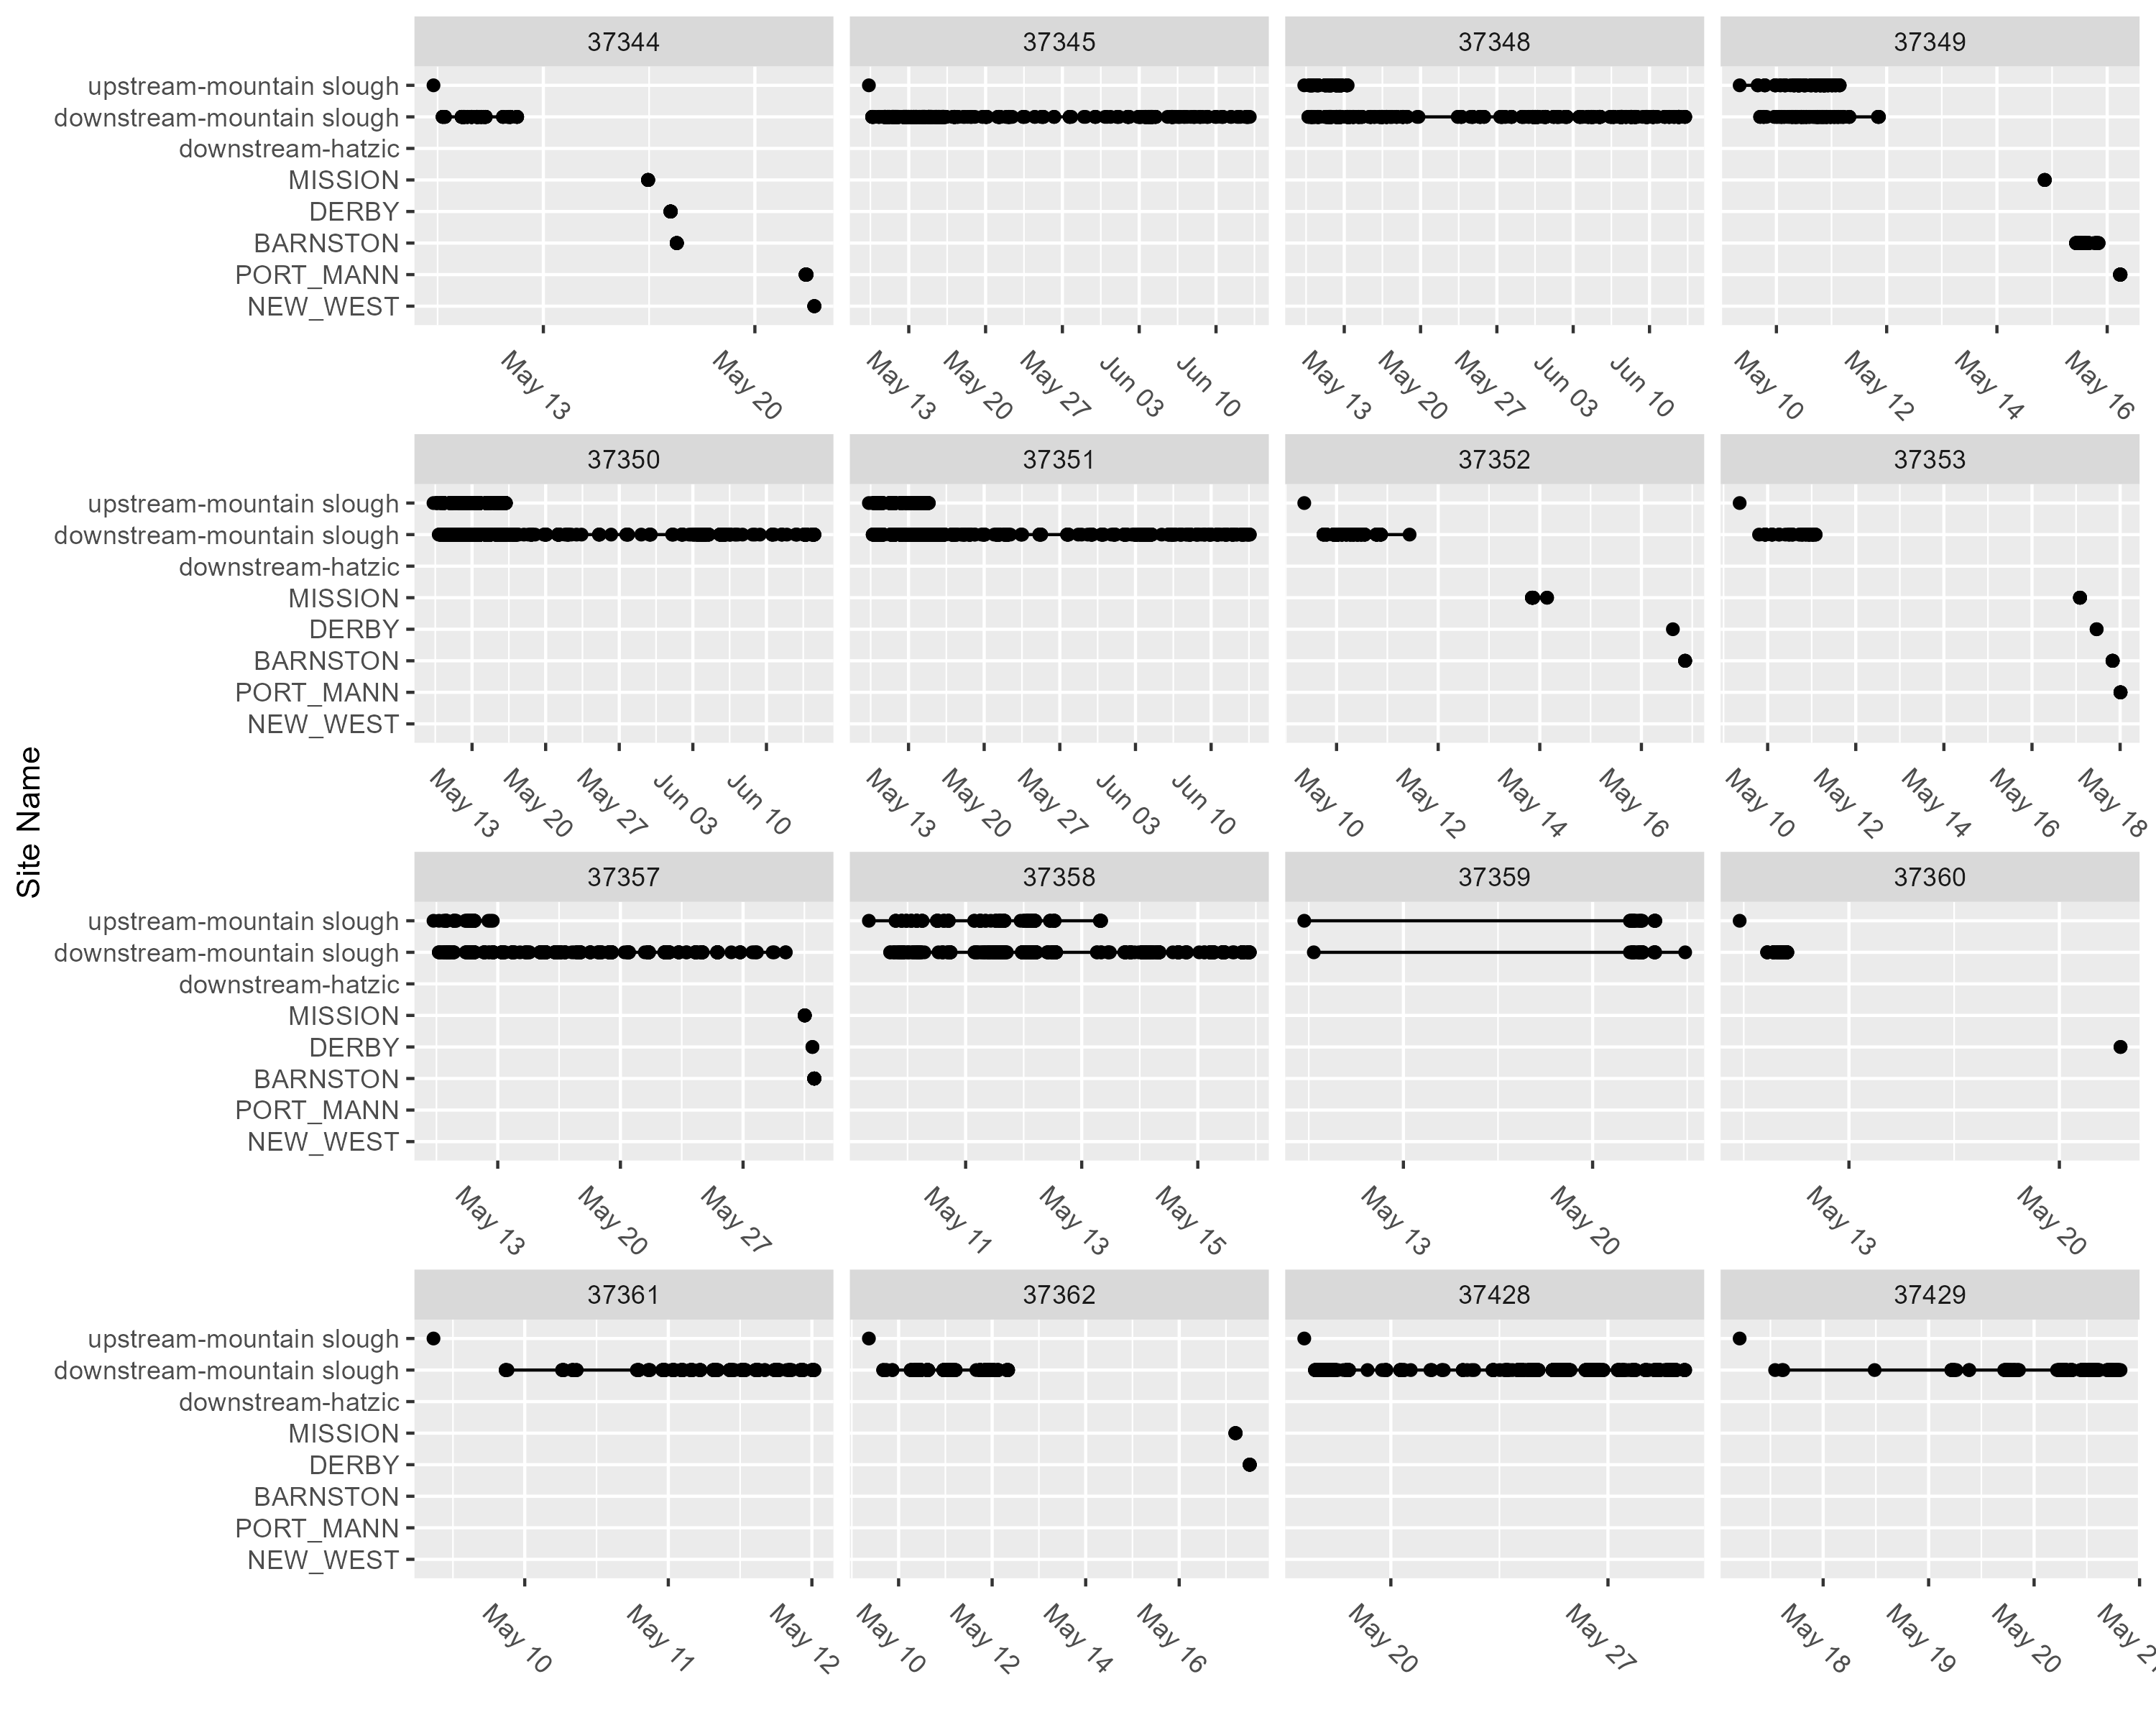 37344 37345 37348 37349
upstream-mountain slough
downstream-mountain slough
downstream-hatzic
MISSION
DERBY
BARNSTON
PORT_MANN
NEW_WEST
May 13 May 20 May 13 May 20 May 27 Jun 03 Jun 10 May 13 May 20 May 27 Jun 03 Jun 10 May 10 May 12 May 14 May 16
37350 37351 37352 37353
upstream-mountain slough
downstream-mountain slough
downstream-hatzic
MISSION
DERBY
BARNSTON
PORT_MANN
NEW_WEST
May 13 May 20 May 27 Jun 03 Jun 10 May 13 May 20 May 27 Jun 03 Jun 10 May 10 May 12 May 14 May 16 May 10 May 12 May 14 May 16 May 18
Site Name
37357 37358 37359 37360
upstream-mountain slough
downstream-mountain slough
downstream-hatzic
MISSION
DERBY
BARNSTON
PORT_MANN
NEW_WEST
May 13 May 20 May 27 May 11 May 13 May 15 May 13 May 20 May 13 May 20
37361 37362 37428 37429
upstream-mountain slough
downstream-mountain slough
downstream-hatzic
MISSION
DERBY
BARNSTON
PORT_MANN
NEW_WEST
May 10 May 11 May 12 May 10 May 12 May 14 May 16 May 20 May 27 May 18 May 19 May 20 May